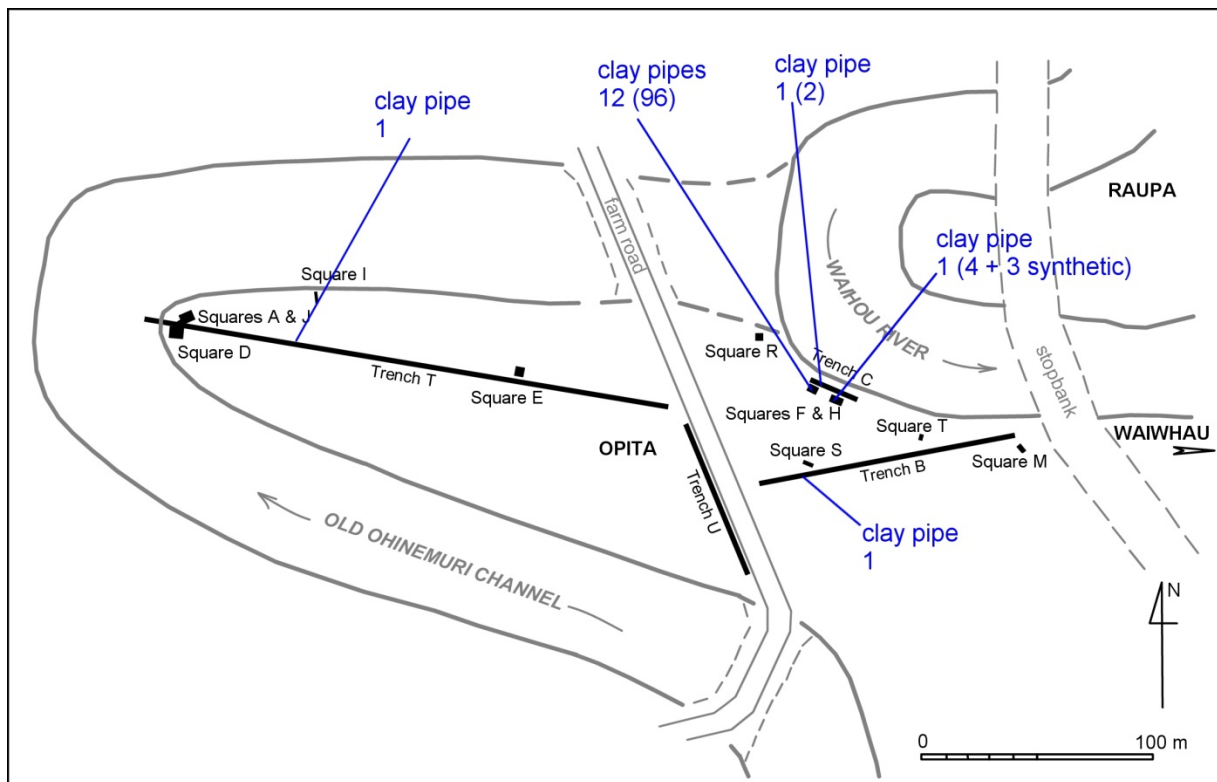 clay pipe
1
clay pipes
12 (96)
clay pipe
1 (2)
RAUPA
clay pipe
1 (4 + 3 synthetic)
farm road
WAIHOU RIVER
stopbank
Square I
Squares A & J
Square D
Trench T
Square E
Square R
Trench C
Squares F & H
Square T
WAIWHAU
OPITA
Square S
Trench B
Square M
Trench U
clay pipe
1
OLD OHINEMURI CHANNEL
N
0 100 m